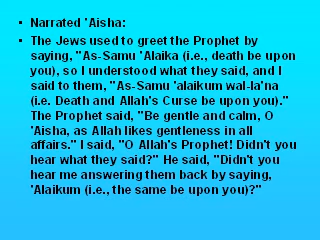 • Narrated 'Aisha:
• The Jews used to greet the Prophet by
saying, "As-Samu 'Alaika (i.e., death be upon
you), so I understood what they said, and I
said to them, "As-Samu 'alaikum wal-la'na
(i.e. Death and Allah's Curse be upon you)."
The Prophet said, "Be gentle and calm, O
'Aisha, as Allah likes gentleness in all
affairs." I said, "O Allah's Prophet! Didn't you
hear what they said?" He said, "Didn't you
hear me answering them back by saying,
'Alaikum (i.e., the same be upon you)?"